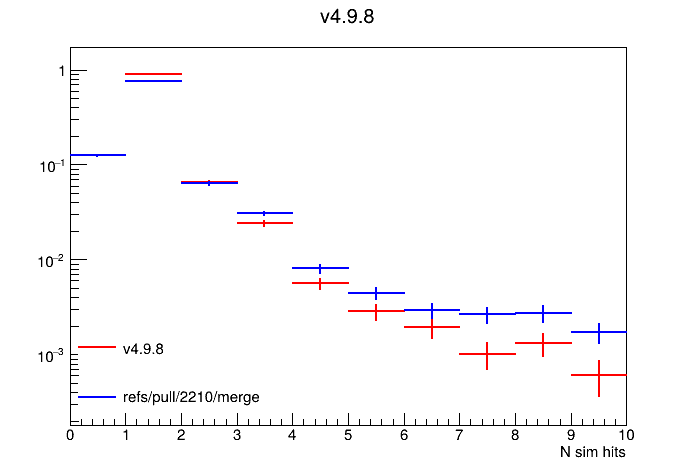 v4.9.8
1
10⁻¹
10⁻²
10⁻³
v4.9.8
refs/pull/2210/merge
0 1 2 3 4 5 6 7 8 9 10
N sim hits